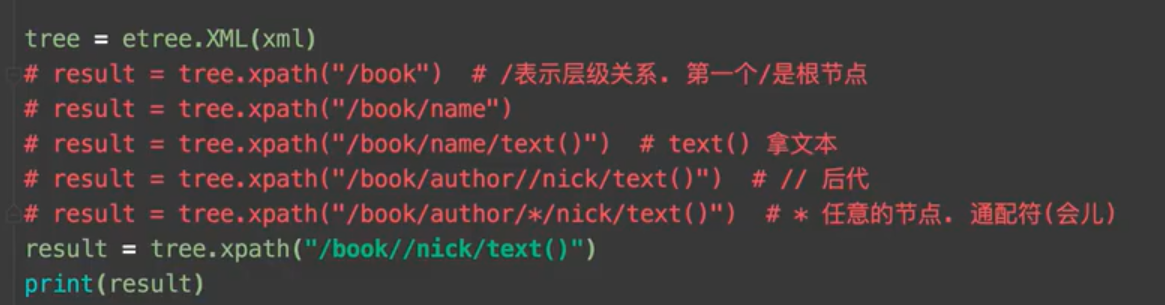 tree = etree.XML(xml)
# result = tree.xpath("/book")  # /表示层级关系. 第一个/是根节点
# result = tree.xpath("/book/name")
# result = tree.xpath("/book/name/text()")  # text() 拿文本
# result = tree.xpath("/book/author//nick/text()")  # // 后代
# result = tree.xpath("/book/author/*/nick/text()")  # * 任意的节点. 通配符(会儿)
result = tree.xpath("/book//nick/text()")
print(result)